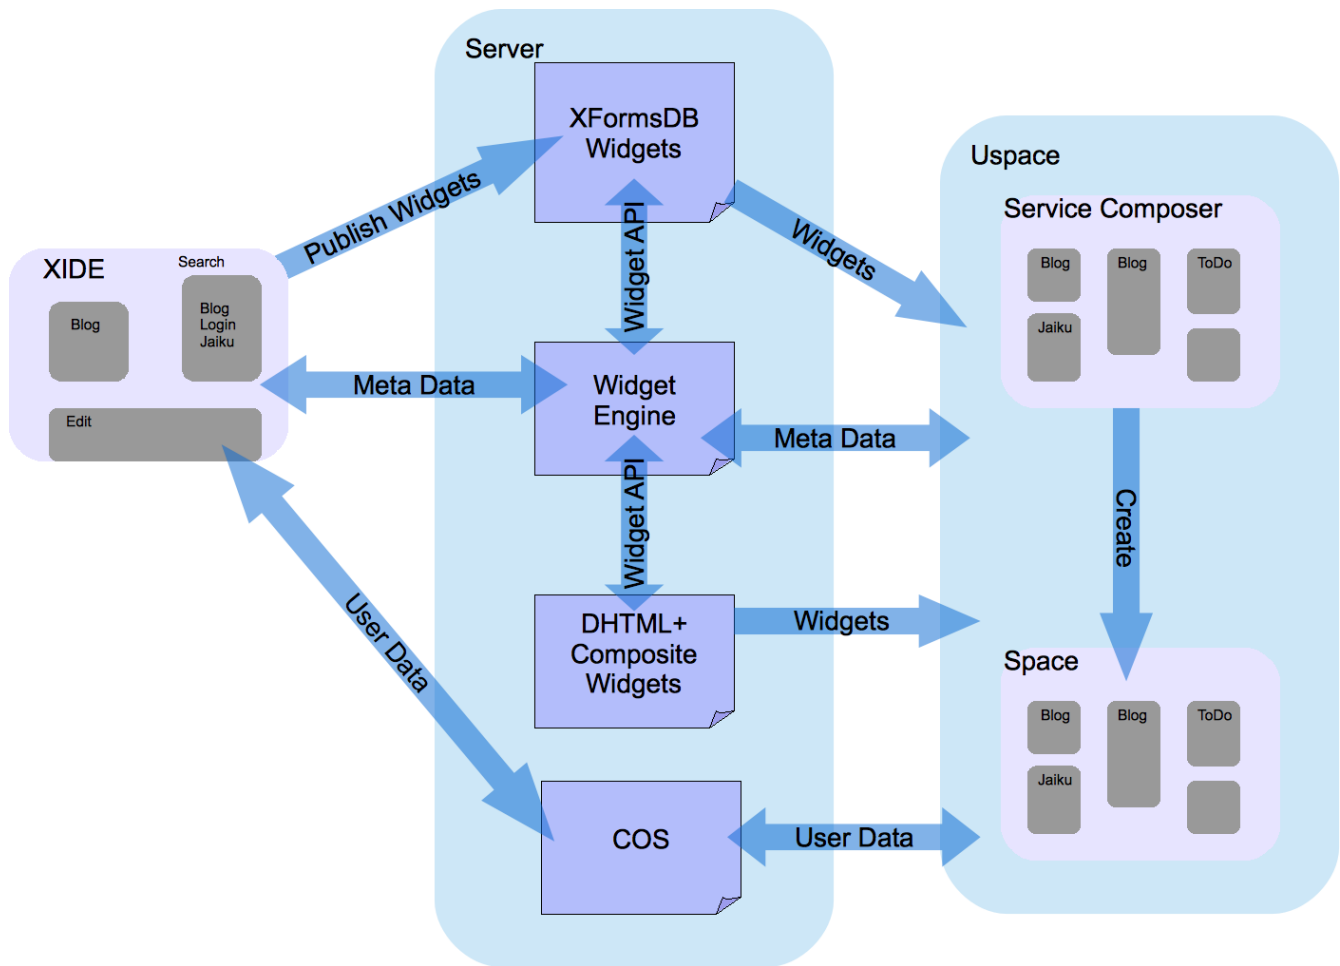 Server
XFormsDB
Widgets
Publish Widgets
Widget API
Widgets
XIDE
Search
Blog
Blog
Login
Jaiku
Edit
Meta Data
Widget
Engine
Meta Data
Widget API
User Data
DHTML+
Composite
Widgets
Widgets
COS
User Data
Uspace
Service Composer
Blog
Blog
ToDo
Jaiku
Create
Space
Blog
Blog
ToDo
Jaiku